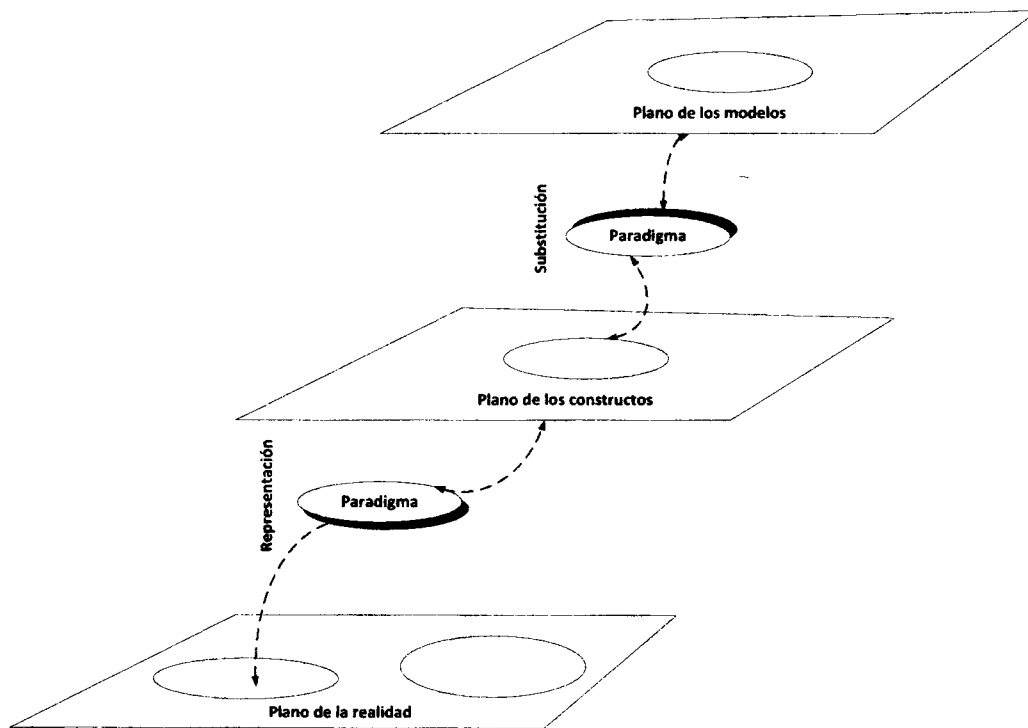 Plano de los modelos
Substitución
Paradigma
Plano de los constructos
Representación
Paradigma
Plano de la realidad